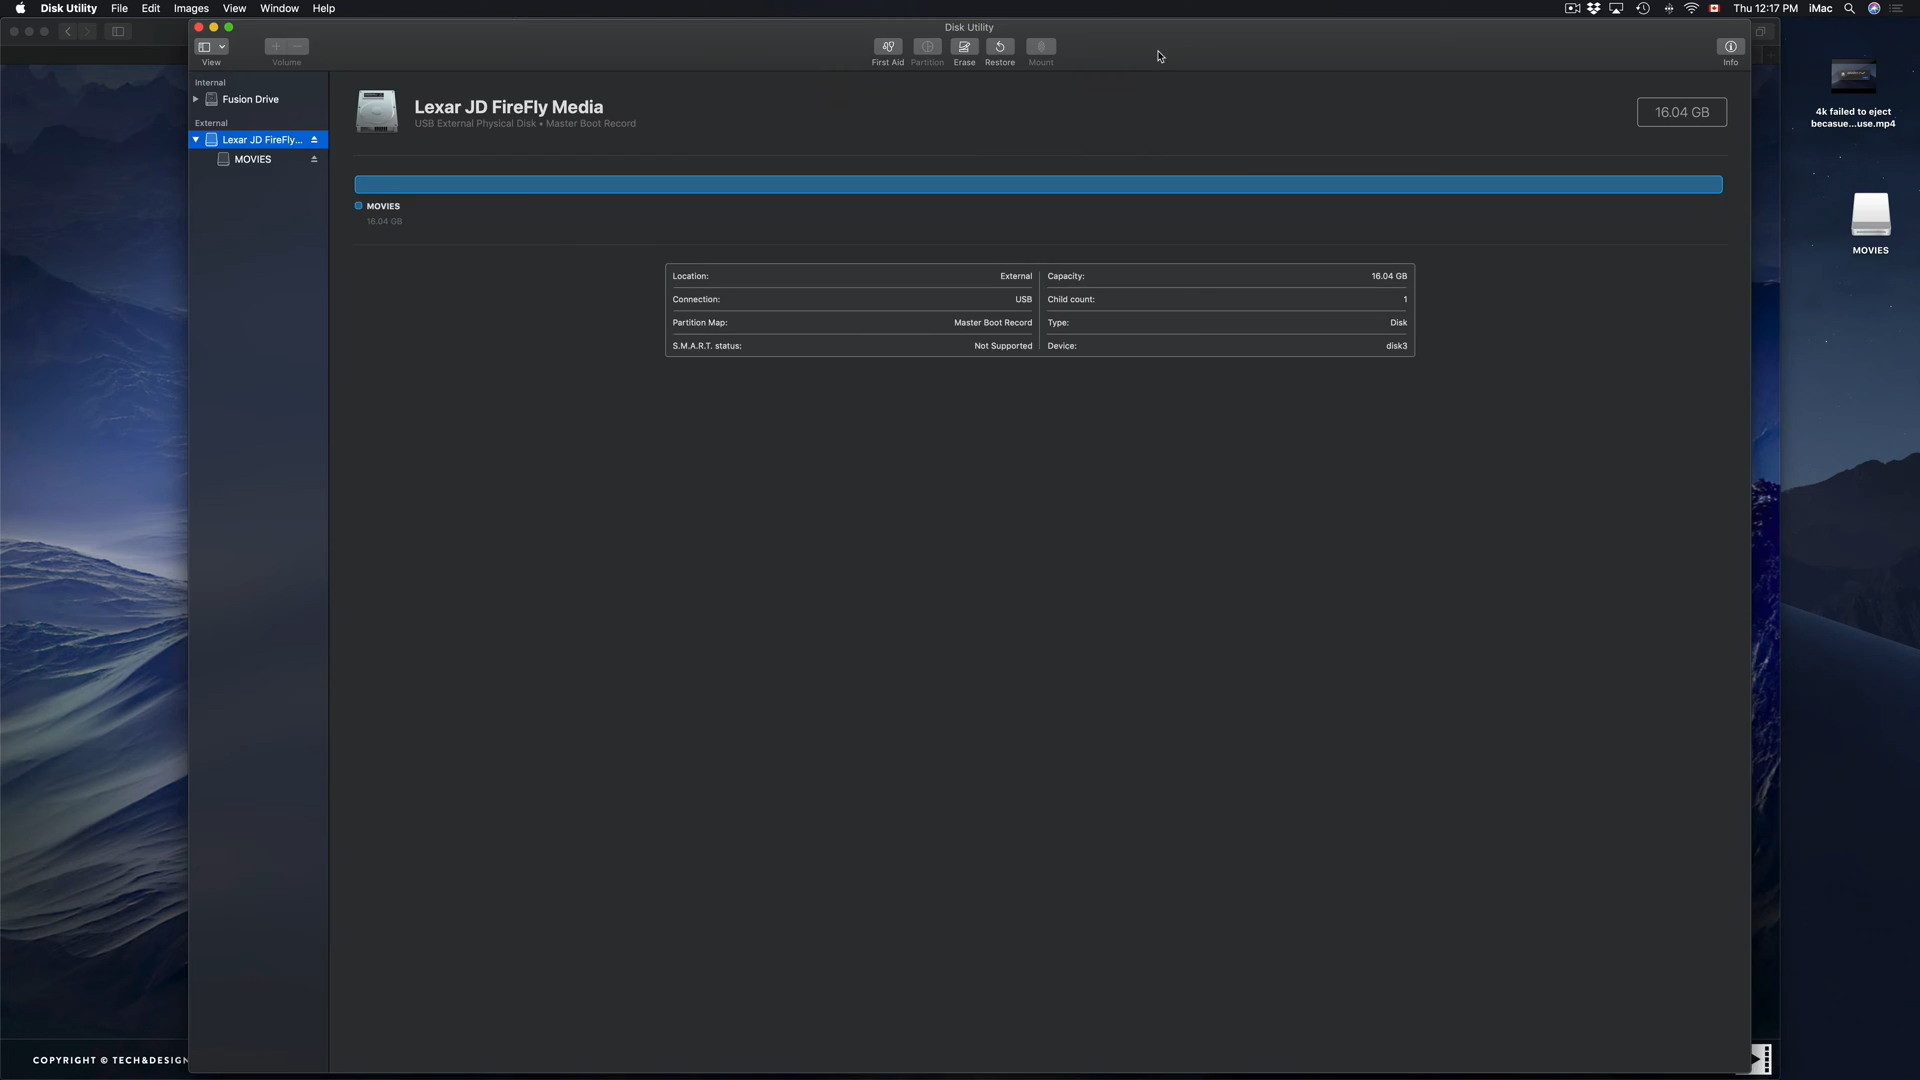 Disk Utility File Edit Images View Window Help
Thu 12:17 PM iMac
Disk Utility
View
Volume
First Aid Partition Erase Restore Mount
Info
Internal
Fusion Drive
External
Lexar JD FireFly...
MOVIES
Lexar JD FireFly Media
USB External Physical Disk • Master Boot Record
16.04 GB
MOVIES
16.04 GB
Location: External
Capacity: 16.04 GB
Connection: USB
Child count: 1
Partition Map: Master Boot Record
Type: Disk
S.M.A.R.T. status: Not Supported
Device: disk3
4k failed to eject
becasue...use.mp4
MOVIES
COPYRIGHT © TECH&DESIGN